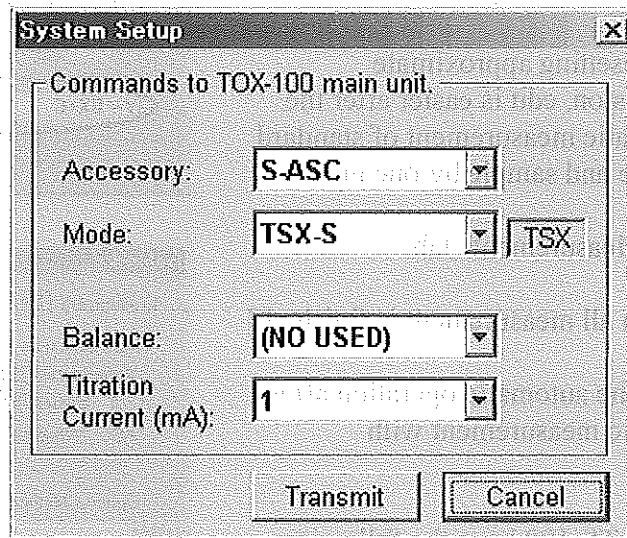 System Setup
Commands to TOX-100 main unit.
Accessory: S-ASC
Mode: TSX-S TSX
Balance: (NO USED)
Titration
Current (mA): 1
Transmit Cancel